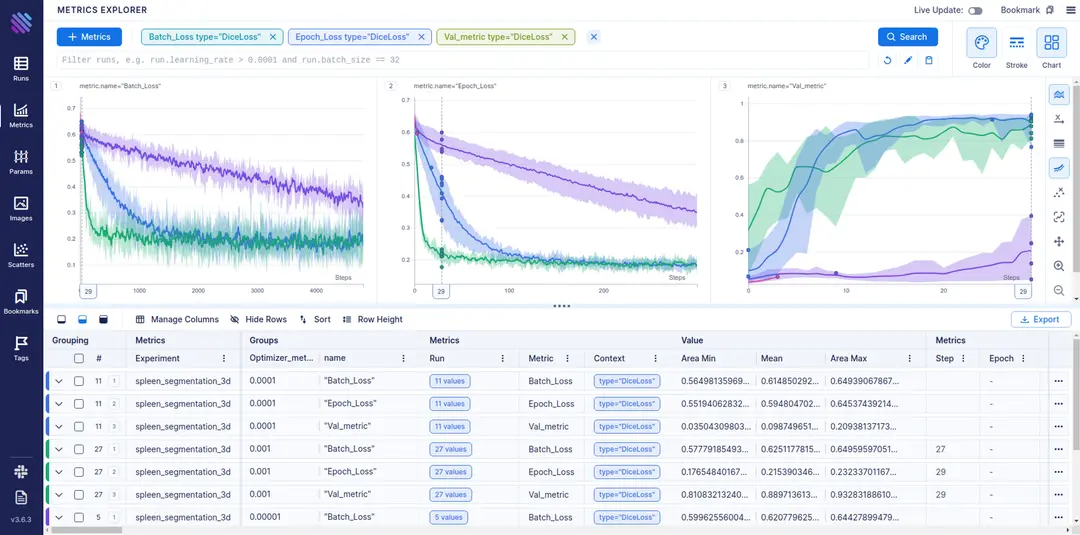 METRICS EXPLORER
Live Update:
Bookmark
Metrics
Batch_Loss type="DiceLoss"
Epoch_Loss type="DiceLoss"
Val_metric type="DiceLoss"
Search
Filter runs, e.g. run.learning_rate > 0.0001 and run.batch_size == 32
Color
Stroke
Chart
Runs
Metrics
Params
Images
Scatters
Bookmarks
Tags
v3.6.3
1 metric.name="Batch_Loss"
0.7
0.6
0.5
0.4
0.3
0.2
0.1
Steps
29
1000
2000
3000
4000
2 metric.name="Epoch_Loss"
0.7
0.6
0.5
0.4
0.3
0.2
Steps
0
29
100
200
3 metric.name="Val_metric"
1
0.8
0.6
0.4
0.2
Steps
0
10
20
29
Manage Columns Hide Rows Sort Row Height Export
Grouping Metrics Groups Metrics Value Metrics
# Experiment Optimizer_met... name Run Metric Context Area Min Mean Area Max Step Epoch
11 1 spleen_segmentation_3d 0.0001 "Batch_Loss" 11 values Batch_Loss type="DiceLoss" 0.56498135969... 0.614850292... 0.64939067867... -
11 2 spleen_segmentation_3d 0.0001 "Epoch_Loss" 11 values Epoch_Loss type="DiceLoss" 0.55194062832... 0.594804702... 0.64537439214... -
11 3 spleen_segmentation_3d 0.0001 "Val_metric" 11 values Val_metric type="DiceLoss" 0.03504309803... 0.098749651... 0.20938137173... -
27 1 spleen_segmentation_3d 0.001 "Batch_Loss" 27 values Batch_Loss type="DiceLoss" 0.57779185493... 0.6251177815... 0.64959597051... 27 -
27 2 spleen_segmentation_3d 0.001 "Epoch_Loss" 27 values Epoch_Loss type="DiceLoss" 0.17654840167... 0.215390346... 0.23233701167... 29 -
27 3 spleen_segmentation_3d 0.001 "Val_metric" 27 values Val_metric type="DiceLoss" 0.81083213240... 0.889713613... 0.93283188610... 29 -
5 1 spleen_segmentation_3d 0.00001 "Batch_Loss" 5 values Batch_Loss type="DiceLoss" 0.59962556004... 0.620779625... 0.64427899479... -